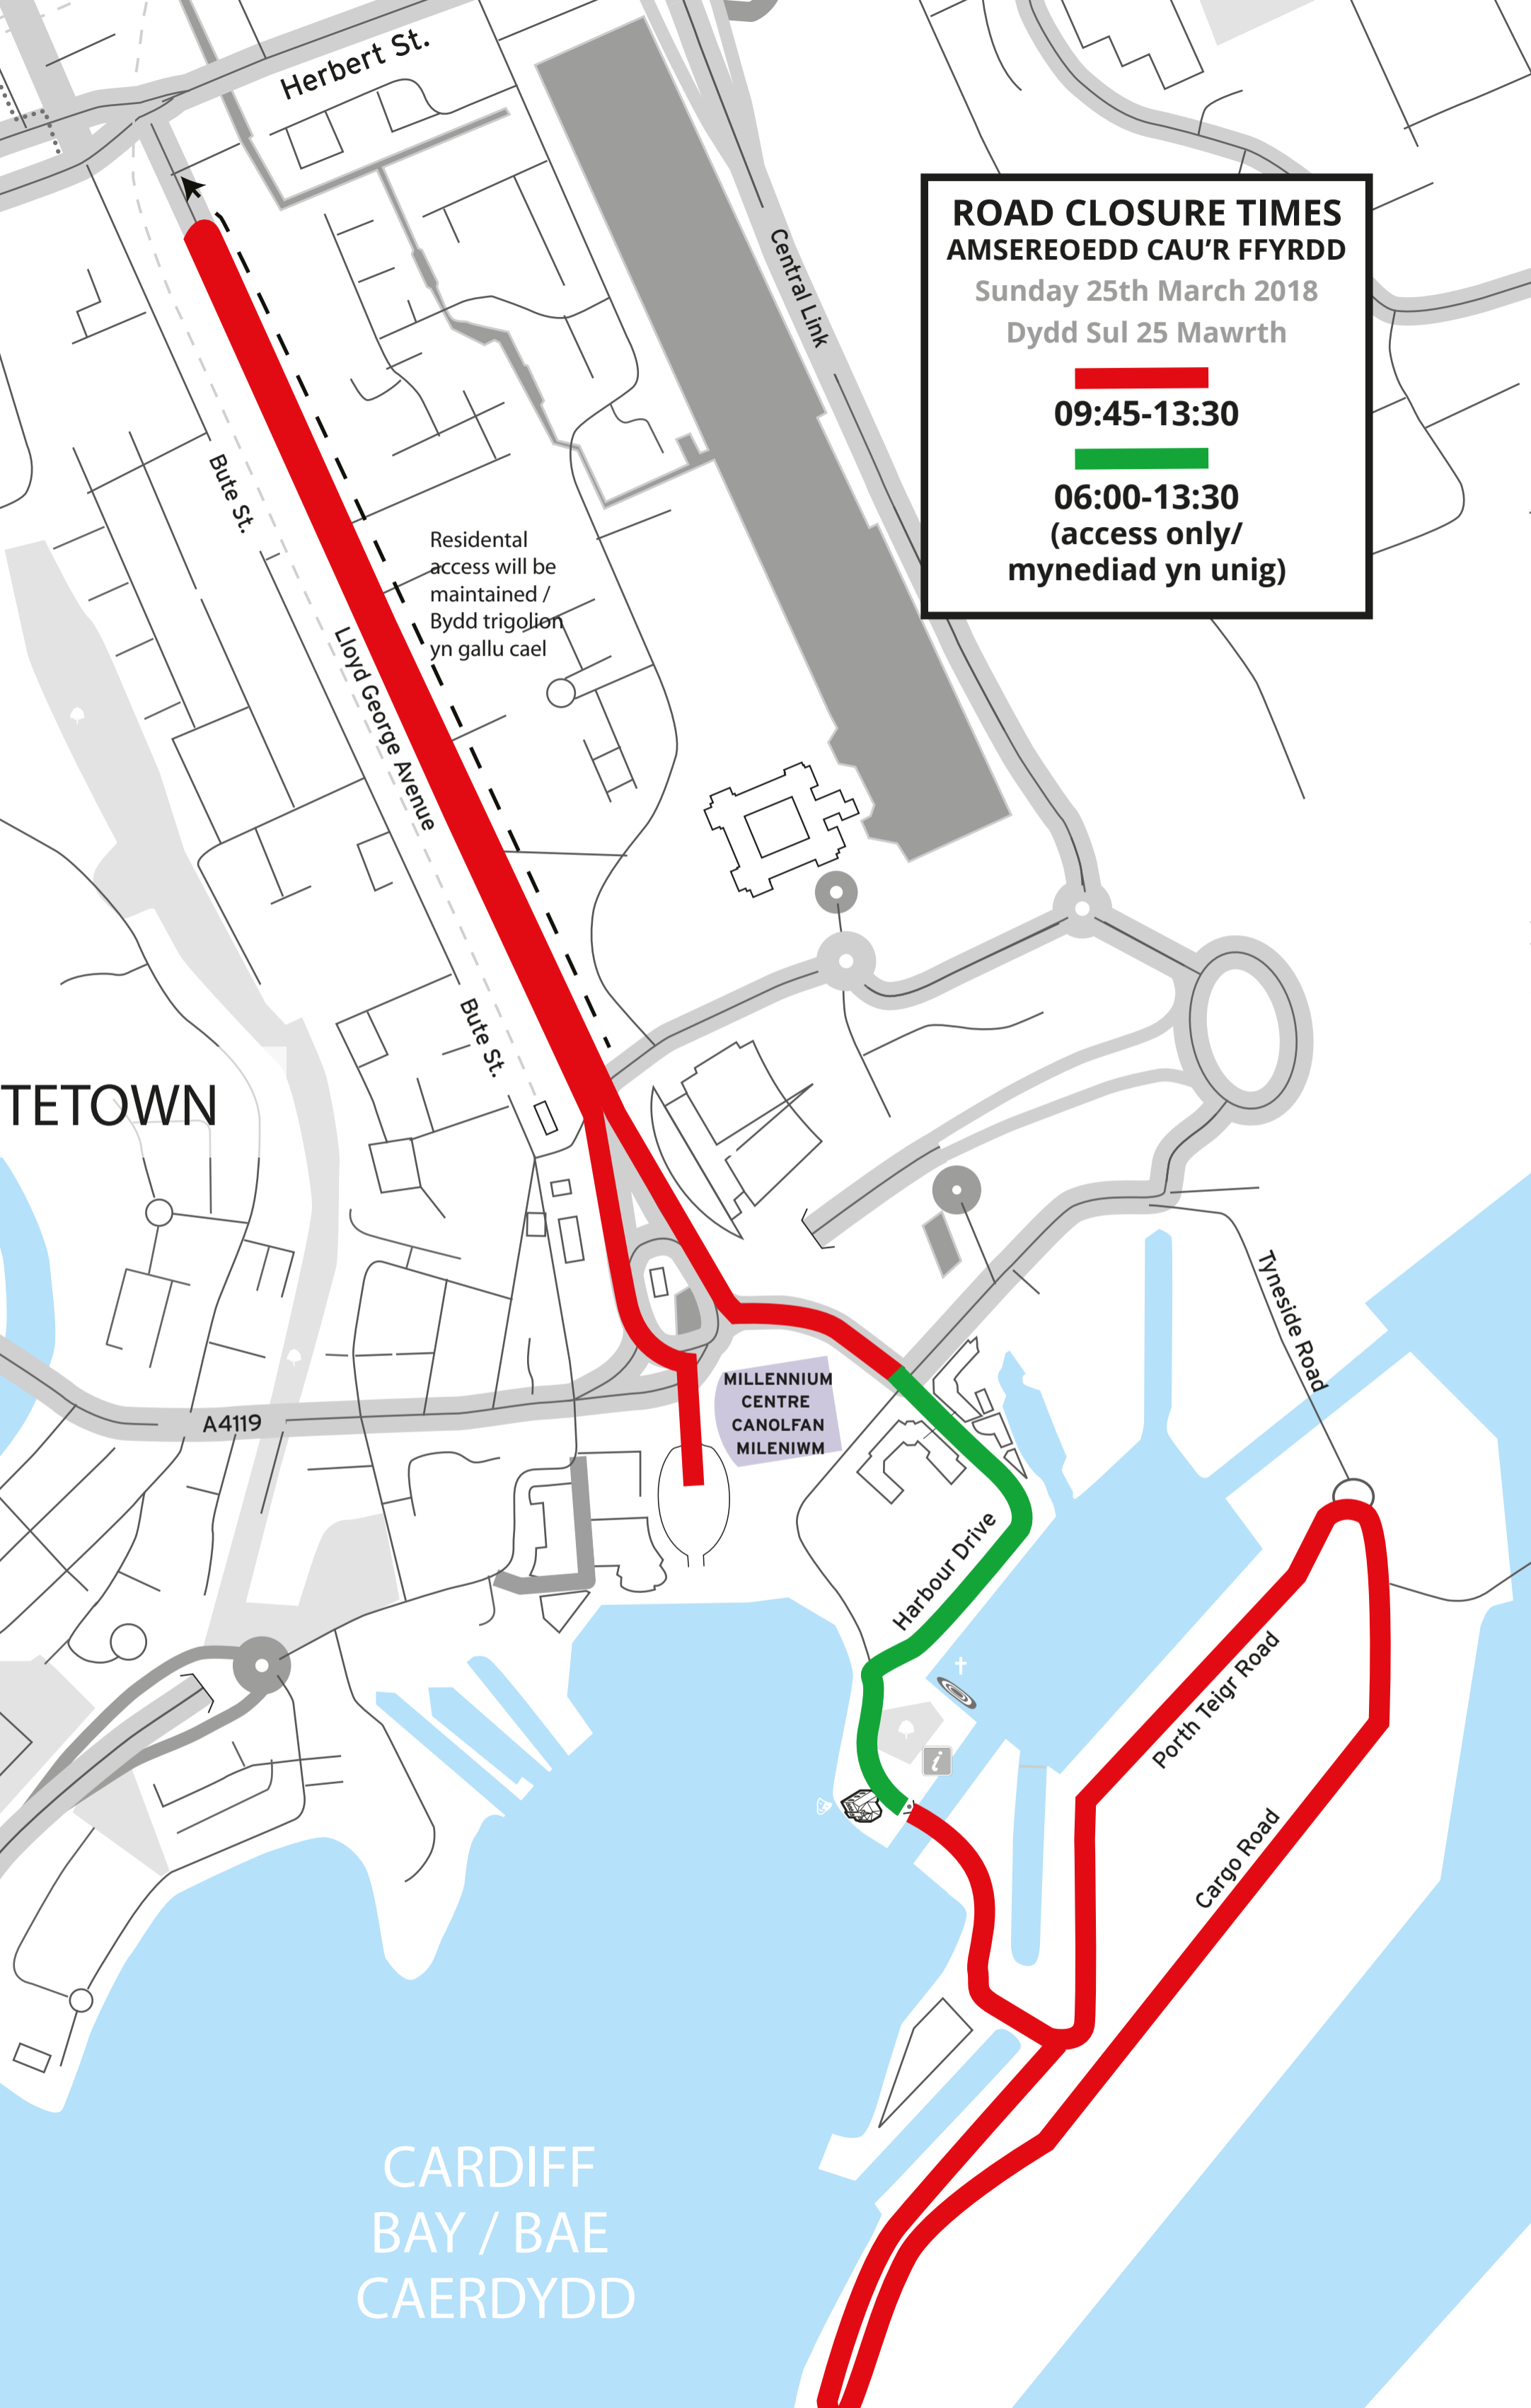 Herbert St.
Central Link
ROAD CLOSURE TIMES
AMSEREOEDD CAU'R FFYRDD
Sunday 25th March 2018
Dydd Sul 25 Mawrth
09:45-13:30
06:00-13:30
(access only/
mynediad yn unig)
Bute St.
Residental
access will be
maintained /
Bydd trigolion
yn gallu cael
Lloyd George Avenue
Bute St.
TETOWN
Tyneside Road
MILLENNIUM
CENTRE
CANOLFAN
MILENIWM
A4119
Harbour Drive
Porth Teigr Road
i
Cargo Road
CARDIFF
BAY / BAE
CAERDYDD